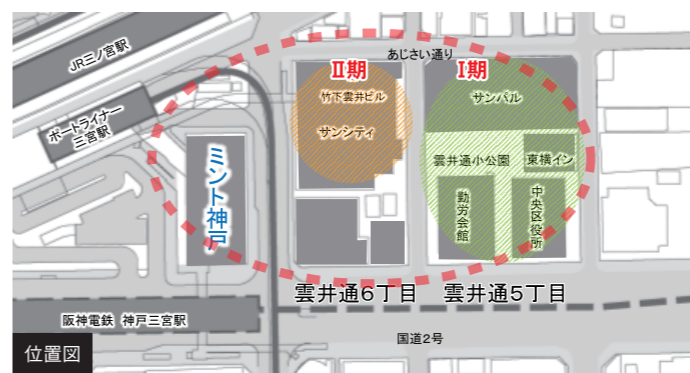 JR三ノ宮駅
あじさい通り
Ⅱ期
Ⅰ期
ポートライナー
三宮駅
竹下雲井ビル
サンパル
サンシティ
ミント神戸
雲井通小公園
東横イン
勤労会館
中央区役所
雲井通6丁目
雲井通5丁目
阪神電鉄 神戸三宮駅
国道2号
位置図